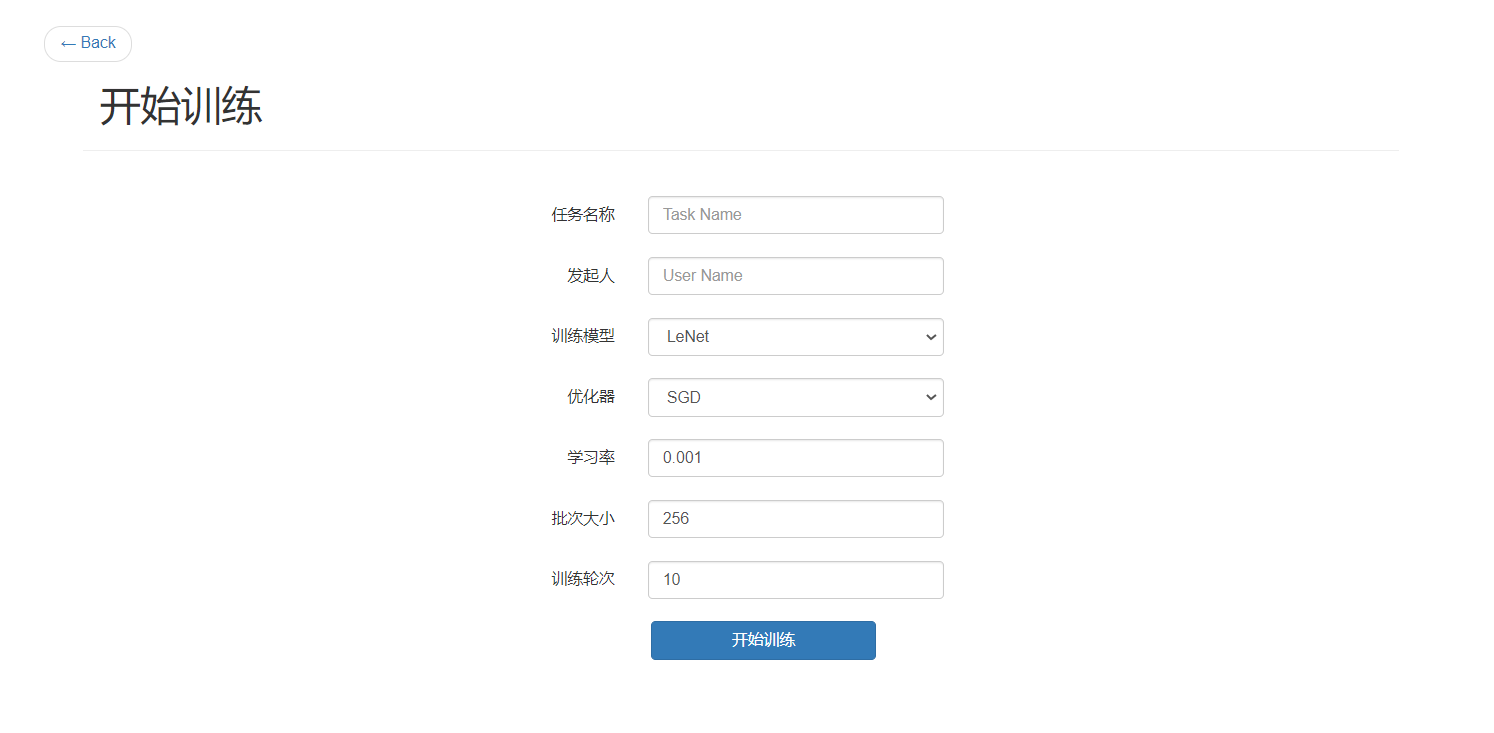 ← Back
开始训练
任务名称 Task Name
发起人 User Name
训练模型 LeNet
优化器 SGD
学习率 0.001
批次大小 256
训练轮次 10
开始训练